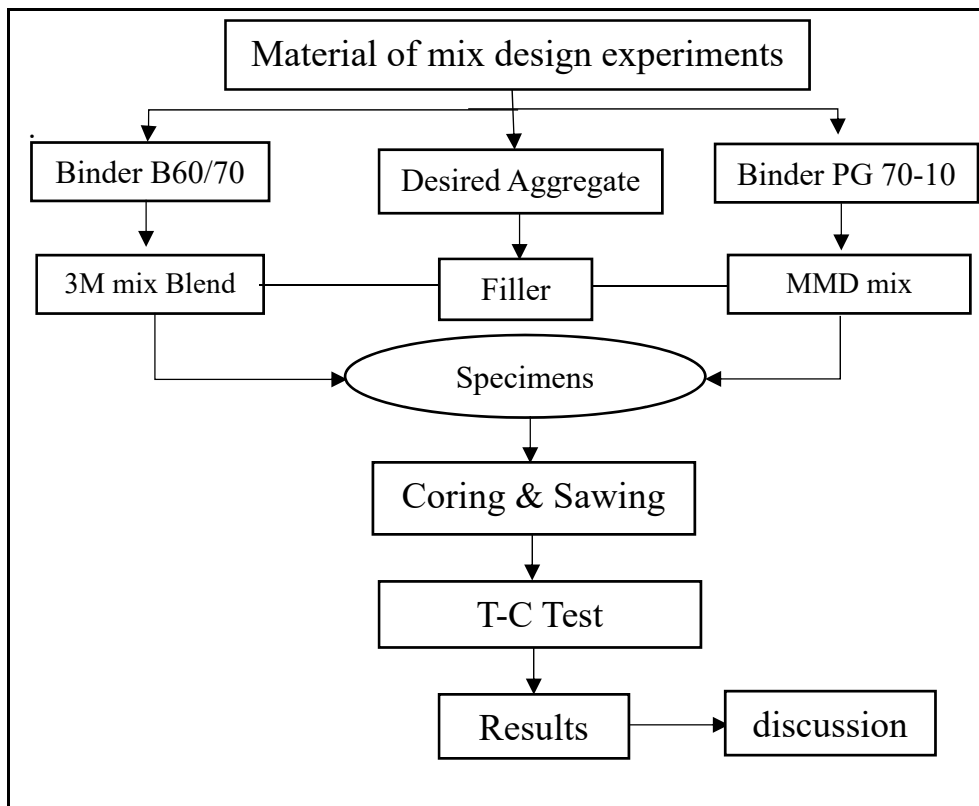 Material of mix design experiments
Binder B60/70
Desired Aggregate
Binder PG 70-10
3M mix Blend
Filler
MMD mix
Specimens
Coring & Sawing
T-C Test
Results
discussion